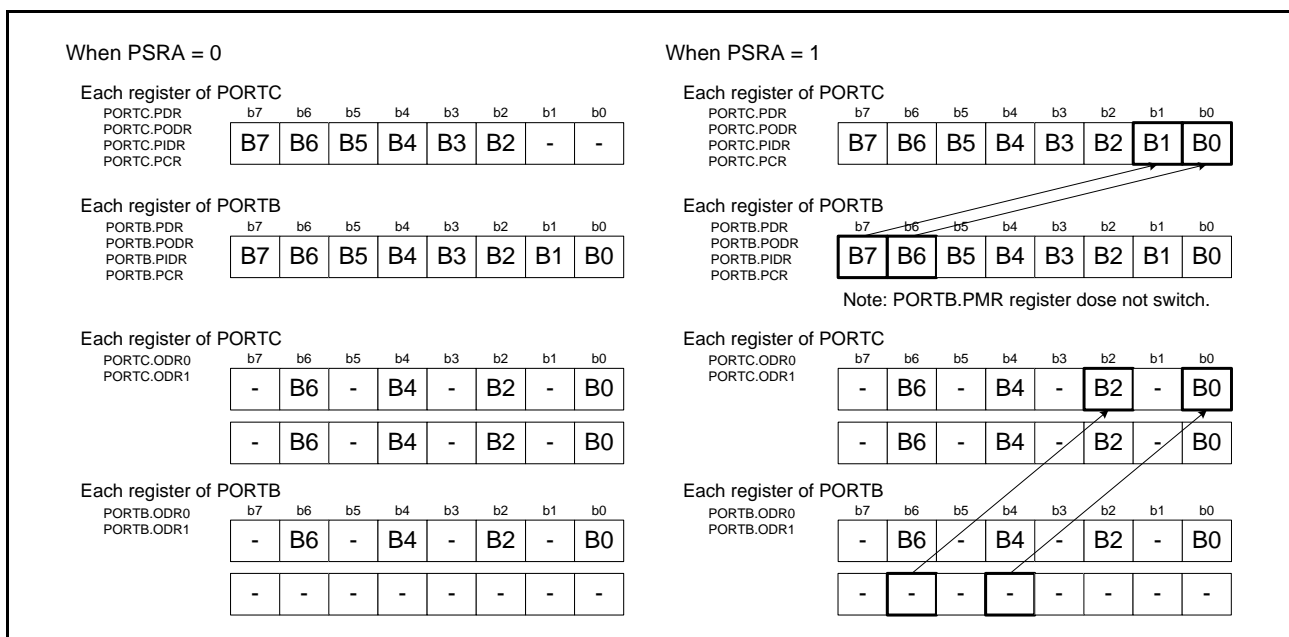 When PSRA = 0
Each register of PORTC
PORTC.PDR
PORTC.PODR
PORTC.PIDR
PORTC.PCR
b7 b6 b5 b4 b3 b2 b1 b0
B7 B6 B5 B4 B3 B2 - -
Each register of PORTB
PORTB.PDR
PORTB.PODR
PORTB.PIDR
PORTB.PCR
b7 b6 b5 b4 b3 b2 b1 b0
B7 B6 B5 B4 B3 B2 B1 B0
Each register of PORTC
PORTC.ODR0
PORTC.ODR1
b7 b6 b5 b4 b3 b2 b1 b0
- B6 - B4 - B2 - B0
- B6 - B4 - B2 - B0
Each register of PORTB
PORTB.ODR0
PORTB.ODR1
b7 b6 b5 b4 b3 b2 b1 b0
- B6 - B4 - B2 - B0
- - - - - - - -
When PSRA = 1
Each register of PORTC
PORTC.PDR
PORTC.PODR
PORTC.PIDR
PORTC.PCR
b7 b6 b5 b4 b3 b2 b1 b0
B7 B6 B5 B4 B3 B2 B1 B0
Each register of PORTB
PORTB.PDR
PORTB.PODR
PORTB.PIDR
PORTB.PCR
b7 b6 b5 b4 b3 b2 b1 b0
B7 B6 B5 B4 B3 B2 B1 B0
Note: PORTB.PMR register dose not switch.
Each register of PORTC
PORTC.ODR0
PORTC.ODR1
b7 b6 b5 b4 b3 b2 b1 b0
- B6 - B4 - B2 - B0
- B6 - B4 - B2 - B0
Each register of PORTB
PORTB.ODR0
PORTB.ODR1
b7 b6 b5 b4 b3 b2 b1 b0
- B6 - B4 - B2 - B0
- - - - - - - -